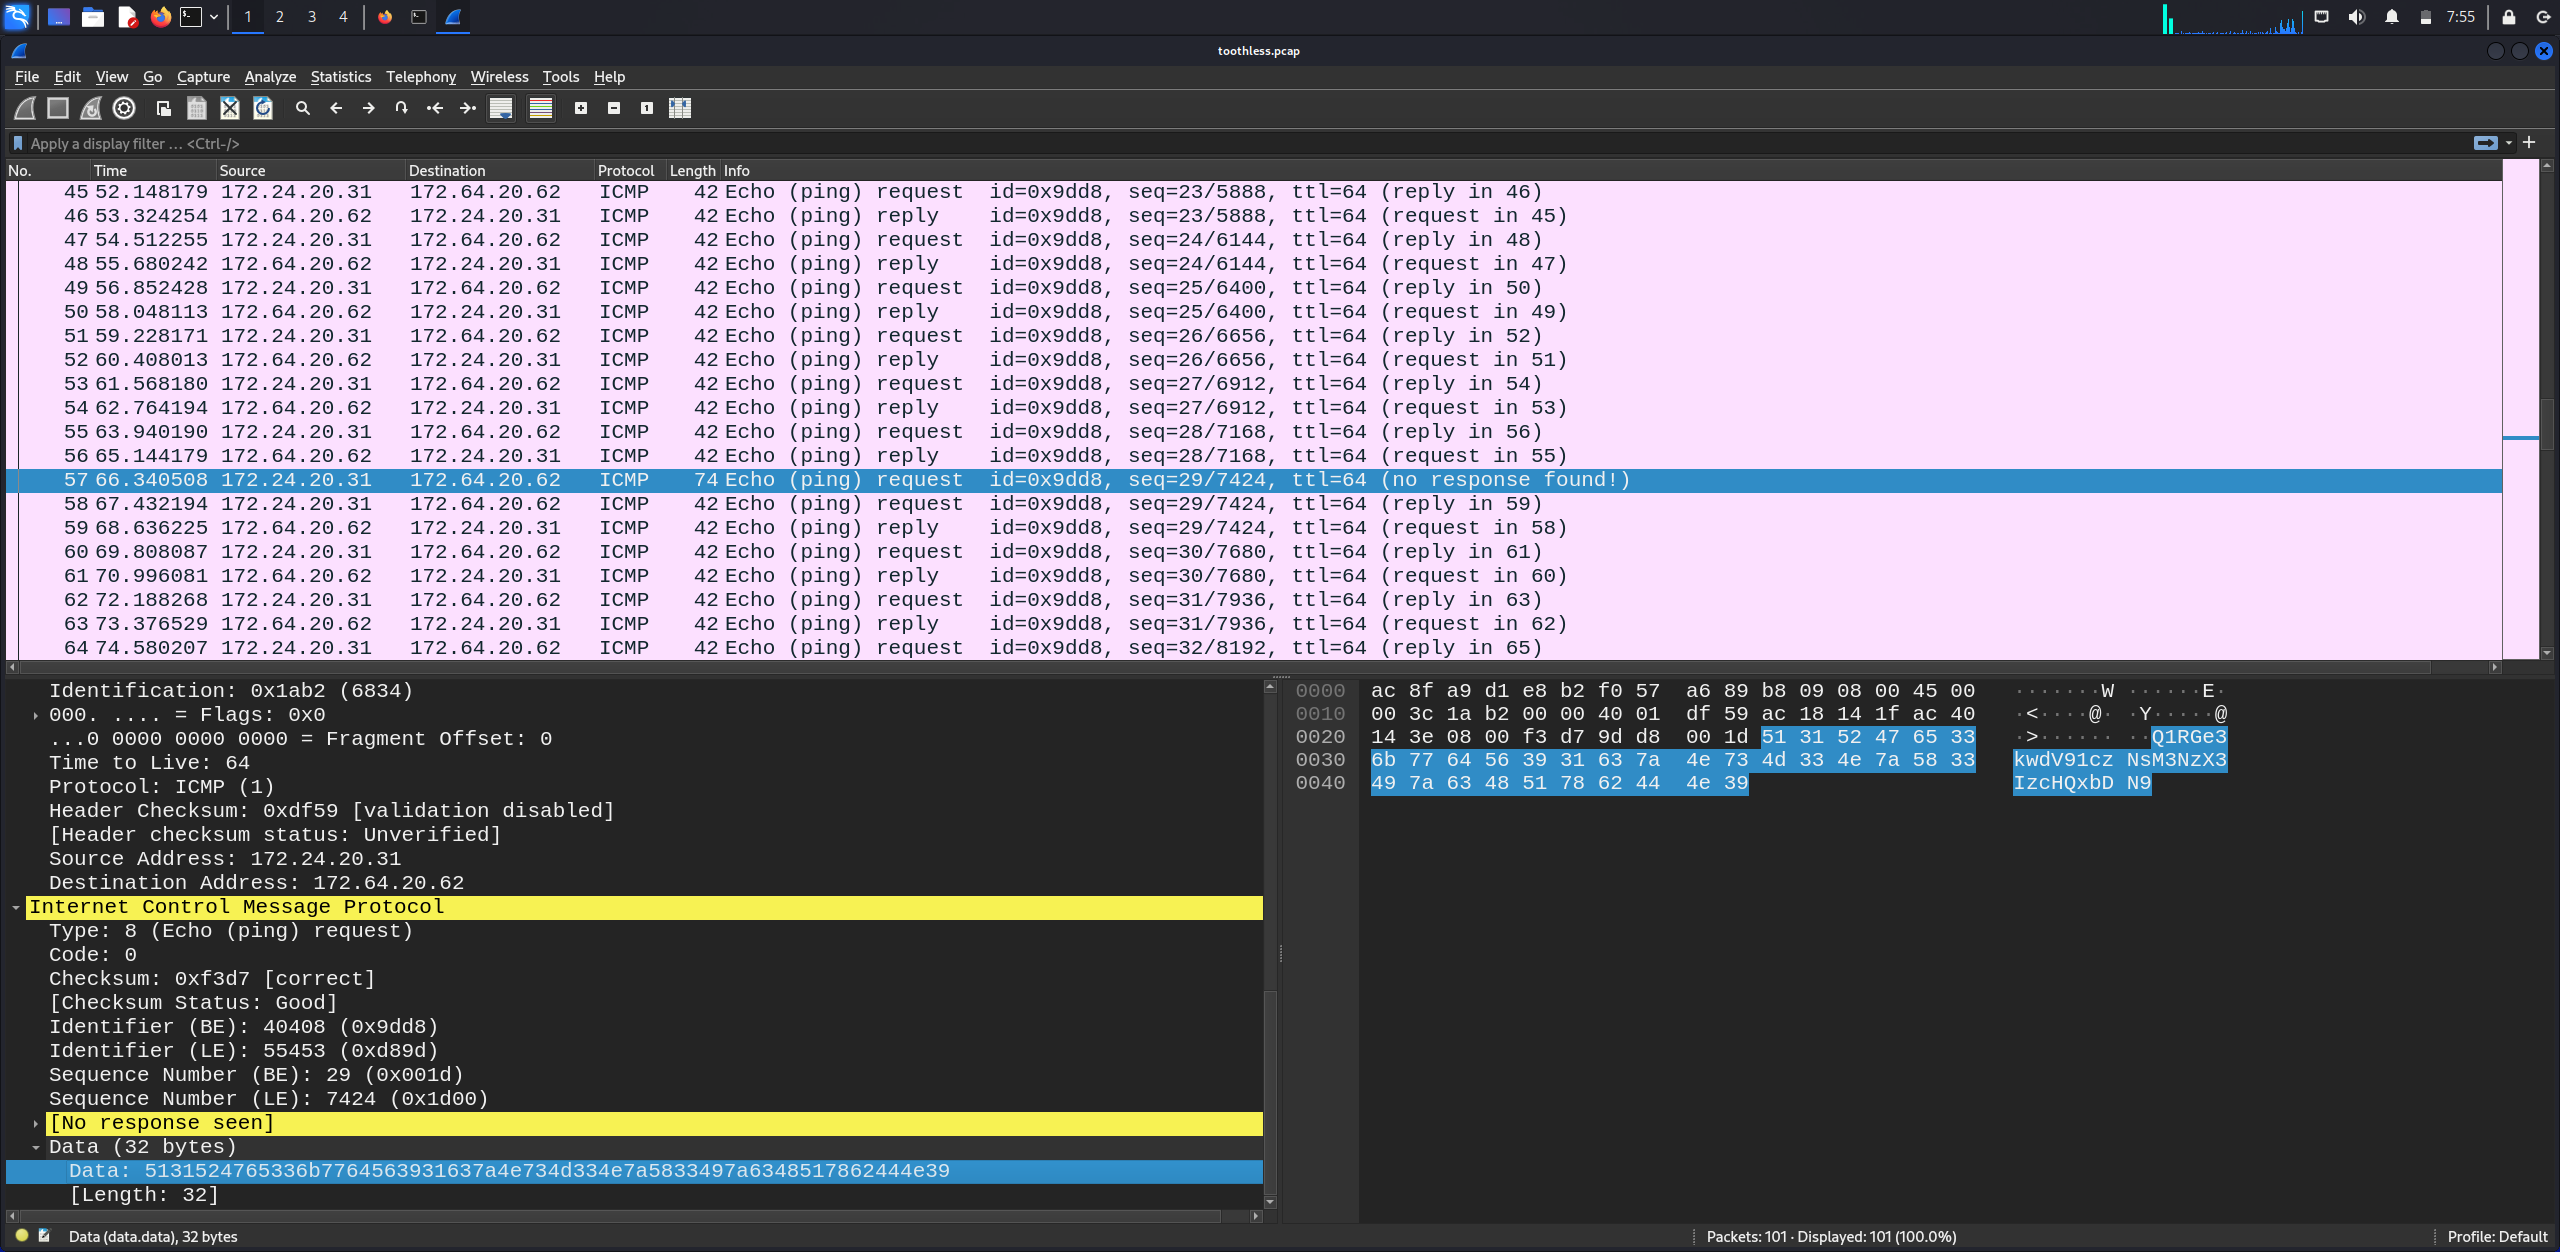 1 2 3 4 7:55
toothless.pcap
File Edit View Go Capture Analyze Statistics Telephony Wireless Tools Help
Apply a display filter … <Ctrl-/>
No. Time Source Destination Protocol Length Info
45 52.148179 172.24.20.31 172.64.20.62 ICMP 42 Echo (ping) request id=0x9dd8, seq=23/5888, ttl=64 (reply in 46)
46 53.324254 172.64.20.62 172.24.20.31 ICMP 42 Echo (ping) reply id=0x9dd8, seq=23/5888, ttl=64 (request in 45)
47 54.512255 172.24.20.31 172.64.20.62 ICMP 42 Echo (ping) request id=0x9dd8, seq=24/6144, ttl=64 (reply in 48)
48 55.680242 172.64.20.62 172.24.20.31 ICMP 42 Echo (ping) reply id=0x9dd8, seq=24/6144, ttl=64 (request in 47)
49 56.852428 172.24.20.31 172.64.20.62 ICMP 42 Echo (ping) request id=0x9dd8, seq=25/6400, ttl=64 (reply in 50)
50 58.048113 172.64.20.62 172.24.20.31 ICMP 42 Echo (ping) reply id=0x9dd8, seq=25/6400, ttl=64 (request in 49)
51 59.228171 172.24.20.31 172.64.20.62 ICMP 42 Echo (ping) request id=0x9dd8, seq=26/6656, ttl=64 (reply in 52)
52 60.408013 172.64.20.62 172.24.20.31 ICMP 42 Echo (ping) reply id=0x9dd8, seq=26/6656, ttl=64 (request in 51)
53 61.568180 172.24.20.31 172.64.20.62 ICMP 42 Echo (ping) request id=0x9dd8, seq=27/6912, ttl=64 (reply in 54)
54 62.764194 172.64.20.62 172.24.20.31 ICMP 42 Echo (ping) reply id=0x9dd8, seq=27/6912, ttl=64 (request in 53)
55 63.940190 172.24.20.31 172.64.20.62 ICMP 42 Echo (ping) request id=0x9dd8, seq=28/7168, ttl=64 (reply in 56)
56 65.144179 172.64.20.62 172.24.20.31 ICMP 42 Echo (ping) reply id=0x9dd8, seq=28/7168, ttl=64 (request in 55)
57 66.340508 172.24.20.31 172.64.20.62 ICMP 74 Echo (ping) request id=0x9dd8, seq=29/7424, ttl=64 (no response found!)
58 67.432194 172.24.20.31 172.64.20.62 ICMP 42 Echo (ping) request id=0x9dd8, seq=29/7424, ttl=64 (reply in 59)
59 68.636225 172.64.20.62 172.24.20.31 ICMP 42 Echo (ping) reply id=0x9dd8, seq=29/7424, ttl=64 (request in 58)
60 69.808087 172.24.20.31 172.64.20.62 ICMP 42 Echo (ping) request id=0x9dd8, seq=30/7680, ttl=64 (reply in 61)
61 70.996081 172.64.20.62 172.24.20.31 ICMP 42 Echo (ping) reply id=0x9dd8, seq=30/7680, ttl=64 (request in 60)
62 72.188268 172.24.20.31 172.64.20.62 ICMP 42 Echo (ping) request id=0x9dd8, seq=31/7936, ttl=64 (reply in 63)
63 73.376529 172.64.20.62 172.24.20.31 ICMP 42 Echo (ping) reply id=0x9dd8, seq=31/7936, ttl=64 (request in 62)
64 74.580207 172.24.20.31 172.64.20.62 ICMP 42 Echo (ping) request id=0x9dd8, seq=32/8192, ttl=64 (reply in 65)
Identification: 0x1ab2 (6834)
000. .... = Flags: 0x0
...0 0000 0000 0000 = Fragment Offset: 0
Time to Live: 64
Protocol: ICMP (1)
Header Checksum: 0xdf59 [validation disabled]
[Header checksum status: Unverified]
Source Address: 172.24.20.31
Destination Address: 172.64.20.62
Internet Control Message Protocol
Type: 8 (Echo (ping) request)
Code: 0
Checksum: 0xf3d7 [correct]
[Checksum Status: Good]
Identifier (BE): 40408 (0x9dd8)
Identifier (LE): 55453 (0xd89d)
Sequence Number (BE): 29 (0x001d)
Sequence Number (LE): 7424 (0x1d00)
[No response seen]
Data (32 bytes)
Data: 5131524765336b7764563931637a4e734d334e7a5833497a6348517862444e39
[Length: 32]
0000 ac 8f a9 d1 e8 b2 f0 57 a6 89 b8 09 08 00 45 00 ·······W ······E·
0010 00 3c 1a b2 00 00 40 01 df 59 ac 18 14 1f ac 40 ·<····@· ·Y·····@
0020 14 3e 08 00 f3 d7 9d d8 00 1d 51 31 52 47 65 33 ·>······ ··Q1RGe3
0030 6b 77 64 56 39 31 63 7a 4e 73 4d 33 4e 7a 58 33 kwdV91cz NsM3NzX3
0040 49 7a 63 48 51 78 62 44 4e 39 IzcHQxbD N9
Data (data.data), 32 bytes
Packets: 101 · Displayed: 101 (100.0%)
Profile: Default